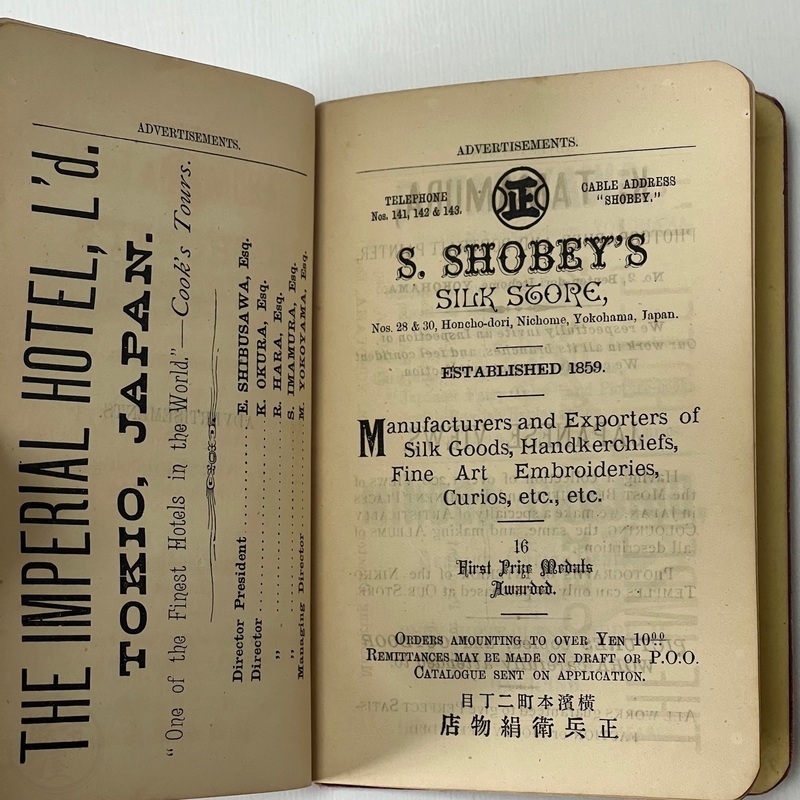 ADVERTISEMENTS.
THE IMPERIAL HOTEL, L'd.
TOKIO, JAPAN.
"One of the Finest Hotels in the World."—Cook's Tours.
Director President ........ E. SHIBUSAWA, Esq.
Director ........ K. OKURA, Esq.
" ........ R. HARA, Esq.
" ........ S. IMAMURA, Esq.
Managing Director ........ M. YOKOYAMA, Esq.
ADVERTISEMENTS.
TELEPHONE
Nos. 141, 142 & 143.
正
CABLE ADDRESS
"SHOBEY."
S. SHOBEY'S
SILK STORE,
Nos. 28 & 30, Honcho-dori, Nichome, Yokohama, Japan.
ESTABLISHED 1859.
Manufacturers and Exporters of
Silk Goods, Handkerchiefs,
Fine Art Embroideries,
Curios, etc., etc.
16
First Prize Medals
Awarded.
ORDERS AMOUNTING TO OVER YEN 10.00
REMITTANCES MAY BE MADE ON DRAFT OR P.O.O.
CATALOGUE SENT ON APPLICATION.
目丁二町本濱橫
店物絹衛兵正